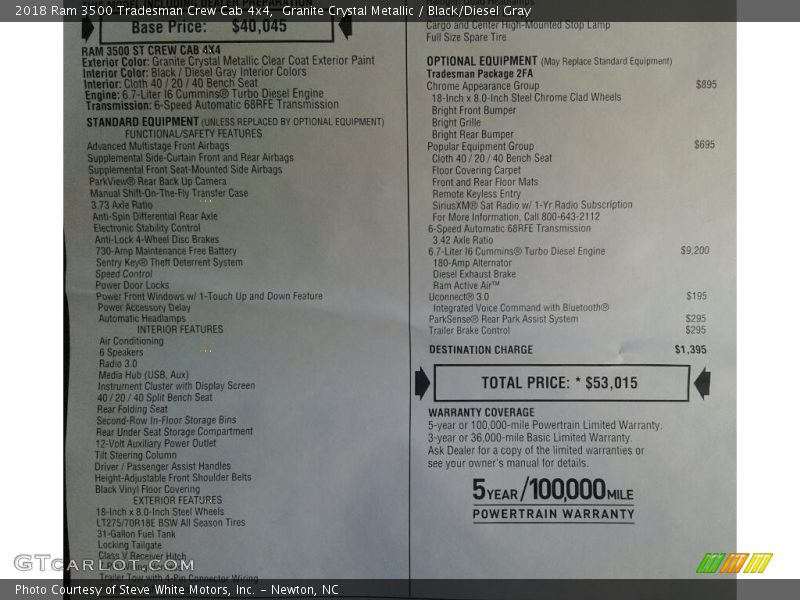 2018 Ram 3500 Tradesman Crew Cab 4x4, Granite Crystal Metallic / Black/Diesel Gray
Base Price: $40,045
RAM 3500 ST CREW CAB 4X4
Exterior Color: Granite Crystal Metallic Clear Coat Exterior Paint
Interior Color: Black / Diesel Gray Interior Colors
Interior: Cloth 40 / 20 / 40 Bench Seat
Engine: 6.7-Liter I6 Cummins® Turbo Diesel Engine
Transmission: 6-Speed Automatic 68RFE Transmission
STANDARD EQUIPMENT (UNLESS REPLACED BY OPTIONAL EQUIPMENT)
FUNCTIONAL/SAFETY FEATURES
Advanced Multistage Front Airbags
Supplemental Side-Curtain Front and Rear Airbags
Supplemental Front Seat-Mounted Side Airbags
ParkView® Rear Back Up Camera
Manual Shift-On-The-Fly Transfer Case
3.73 Axle Ratio
Anti-Spin Differential Rear Axle
Electronic Stability Control
Anti-Lock 4-Wheel Disc Brakes
730-Amp Maintenance Free Battery
Sentry Key® Theft Deterrent System
Speed Control
Power Door Locks
Power Front Windows w/ 1-Touch Up and Down Feature
Power Accessory Delay
Automatic Headlamps
INTERIOR FEATURES
Air Conditioning
6 Speakers
Radio 3.0
Media Hub (USB, Aux)
Instrument Cluster with Display Screen
40 / 20 / 40 Split Bench Seat
Rear Folding Seat
Second-Row In-Floor Storage Bins
Rear Under Seat Storage Compartment
12-Volt Auxiliary Power Outlet
Tilt Steering Column
Driver / Passenger Assist Handles
Height-Adjustable Front Shoulder Belts
Black Vinyl Floor Covering
EXTERIOR FEATURES
18-Inch x 8.0-Inch Steel Wheels
LT275/70R18E BSW All Season Tires
31-Gallon Fuel Tank
Locking Tailgate
Class V Receiver Hitch
Trailer Tow with 4-Pin Connector Wiring
Cargo and Center High-Mounted Stop Lamp
Full Size Spare Tire
OPTIONAL EQUIPMENT (May Replace Standard Equipment)
Tradesman Package 2FA
Chrome Appearance Group $895
18-Inch x 8.0-Inch Steel Chrome Clad Wheels
Bright Front Bumper
Bright Grille
Bright Rear Bumper
Popular Equipment Group $695
Cloth 40 / 20 / 40 Bench Seat
Floor Covering Carpet
Front and Rear Floor Mats
Remote Keyless Entry
SiriusXM® Sat Radio w/ 1-Yr Radio Subscription
For More Information, Call 800-643-2112
6-Speed Automatic 68RFE Transmission
3.42 Axle Ratio
6.7-Liter I6 Cummins® Turbo Diesel Engine $9,200
180-Amp Alternator
Diesel Exhaust Brake
Ram Active Air™
Uconnect® 3.0 $195
Integrated Voice Command with Bluetooth®
ParkSense® Rear Park Assist System $295
Trailer Brake Control $295
DESTINATION CHARGE $1,395
TOTAL PRICE: * $53,015
WARRANTY COVERAGE
5-year or 100,000-mile Powertrain Limited Warranty.
3-year or 36,000-mile Basic Limited Warranty.
Ask Dealer for a copy of the limited warranties or
see your owner's manual for details.
5YEAR/100,000MILE
POWERTRAIN WARRANTY
GTCARLOT.COM
Photo Courtesy of Steve White Motors, Inc. – Newton, NC